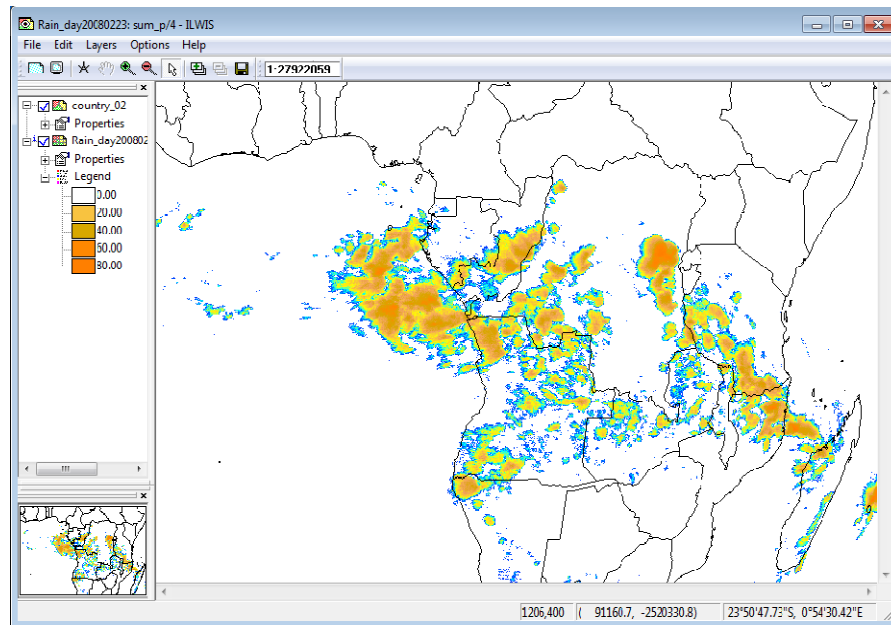 Rain_day20080223: sum_p/4 - ILWIS
File Edit Layers Options Help
1:27922059
country_02
Properties
Rain_day200802
Properties
Legend
0.00
20.00
40.00
60.00
80.00
1206,400 ( 91160.7, -2520330.8) 23°50'47.73"S, 0°54'30.42"E